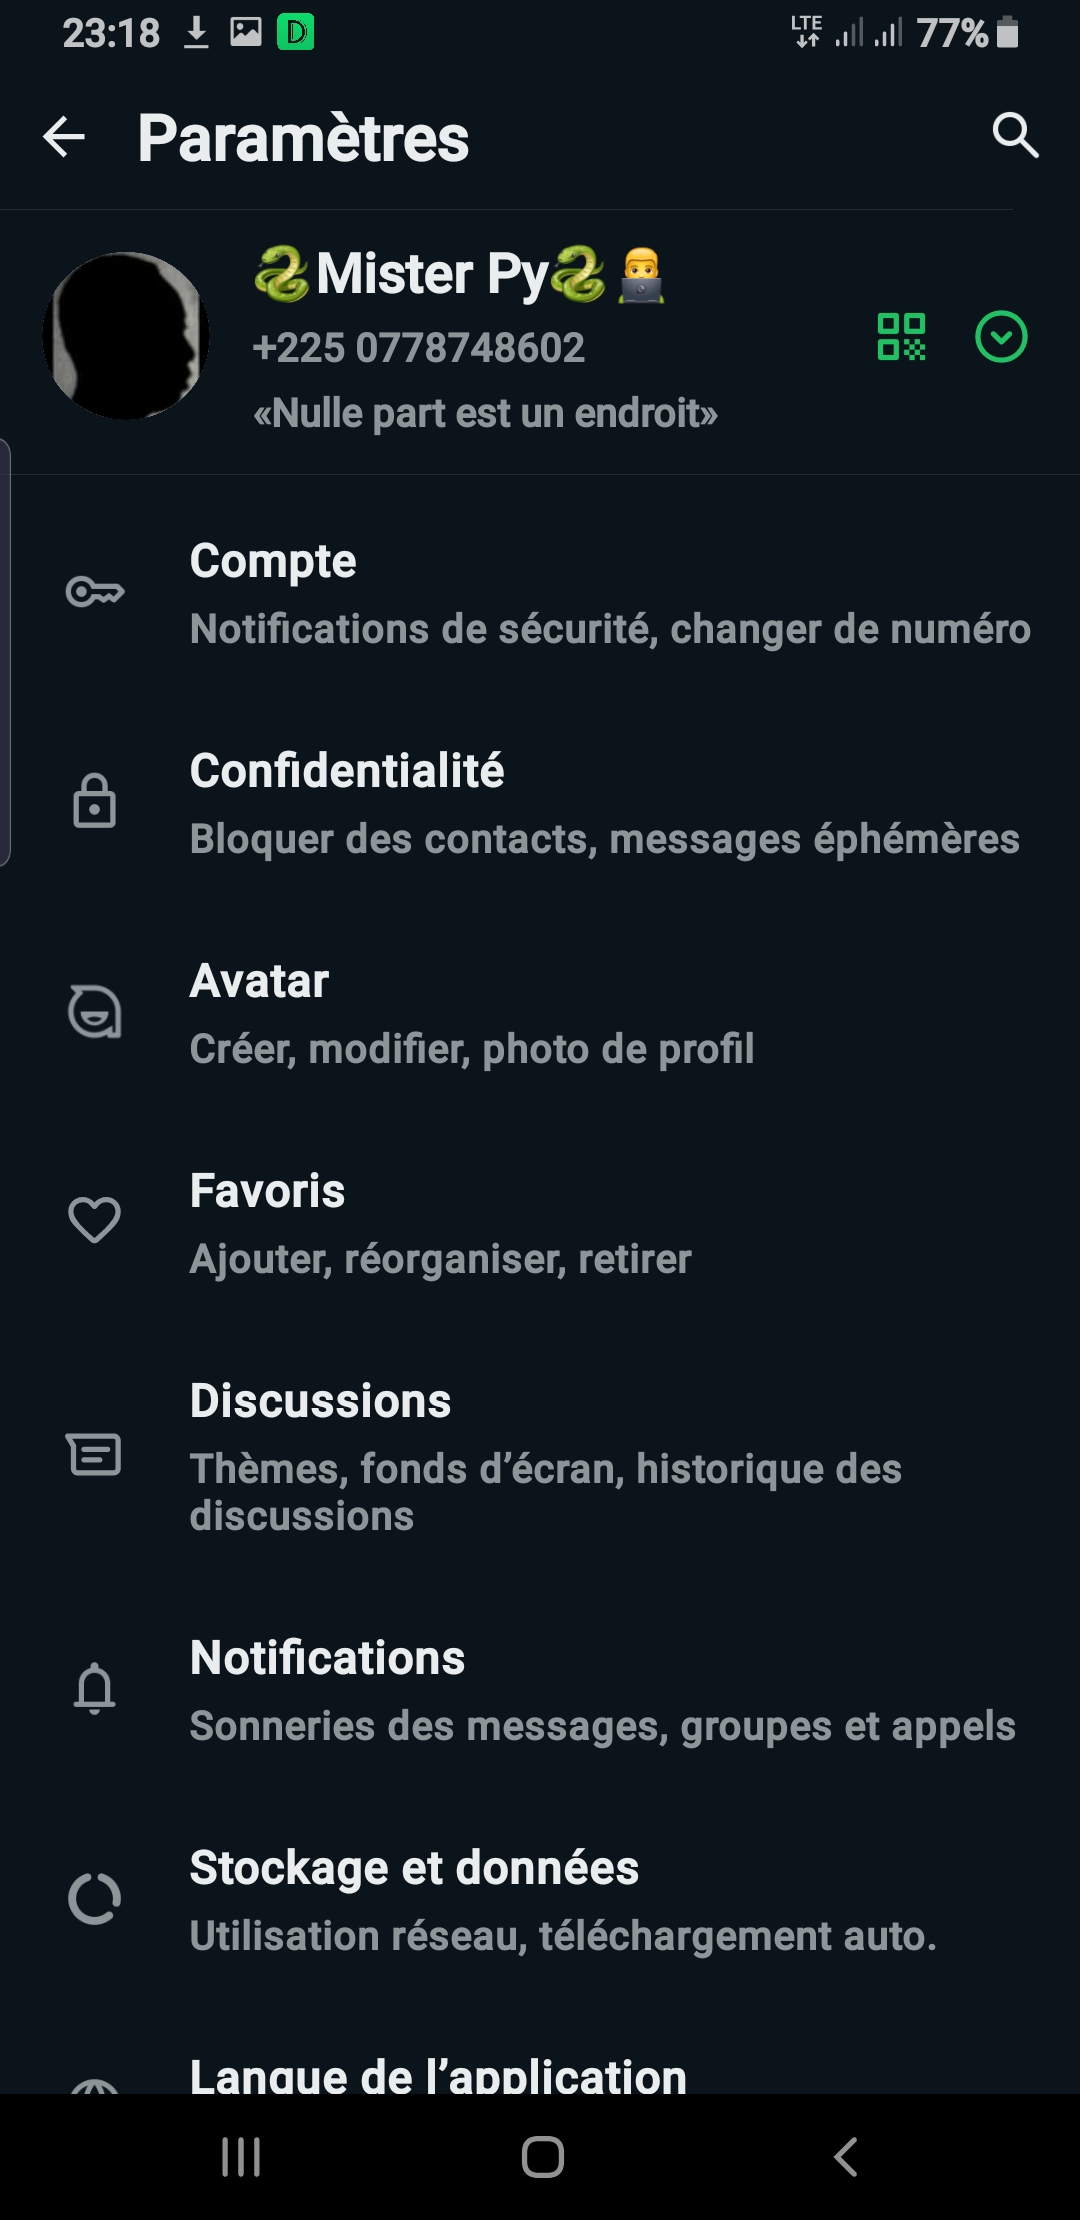 23:18 D LTE 77%
Paramètres
🐍Mister Py🐍👨‍💻
+225 0778748602
«Nulle part est un endroit»
Compte
Notifications de sécurité, changer de numéro
Confidentialité
Bloquer des contacts, messages éphémères
Avatar
Créer, modifier, photo de profil
Favoris
Ajouter, réorganiser, retirer
Discussions
Thèmes, fonds d’écran, historique des
discussions
Notifications
Sonneries des messages, groupes et appels
Stockage et données
Utilisation réseau, téléchargement auto.
Langue de l’application